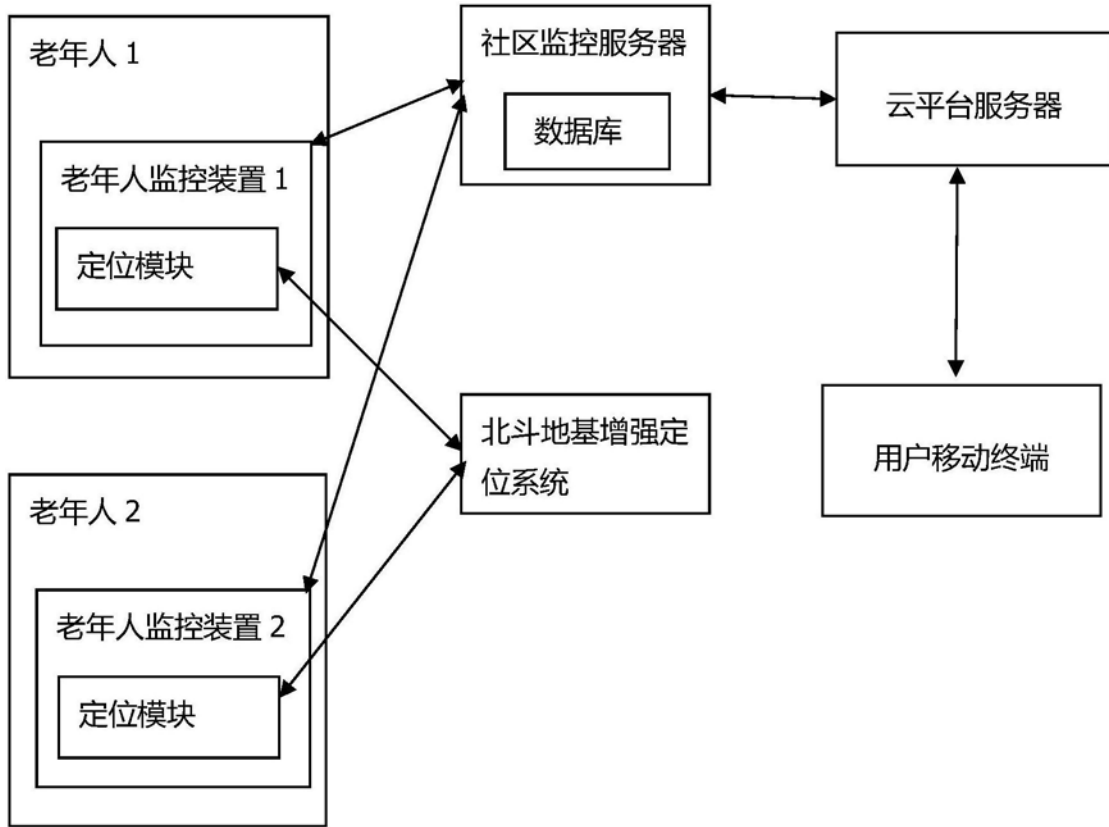 老年人 1
老年人监控装置 1
定位模块
社区监控服务器
数据库
云平台服务器
北斗地基增强定
位系统
用户移动终端
老年人 2
老年人监控装置 2
定位模块